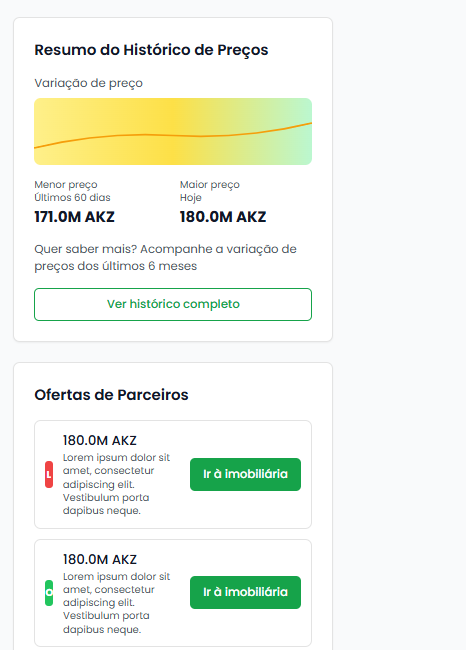 Resumo do Histórico de Preços
Variação de preço
Menor preço
Últimos 60 dias
171.0M AKZ
Maior preço
Hoje
180.0M AKZ
Quer saber mais? Acompanhe a variação de
preços dos últimos 6 meses
Ver histórico completo
Ofertas de Parceiros
L
180.0M AKZ
Lorem ipsum dolor sit
amet, consectetur
adipiscing elit.
Vestibulum porta
dapibus neque.
Ir à imobiliária
O
180.0M AKZ
Lorem ipsum dolor sit
amet, consectetur
adipiscing elit.
Vestibulum porta
dapibus neque.
Ir à imobiliária